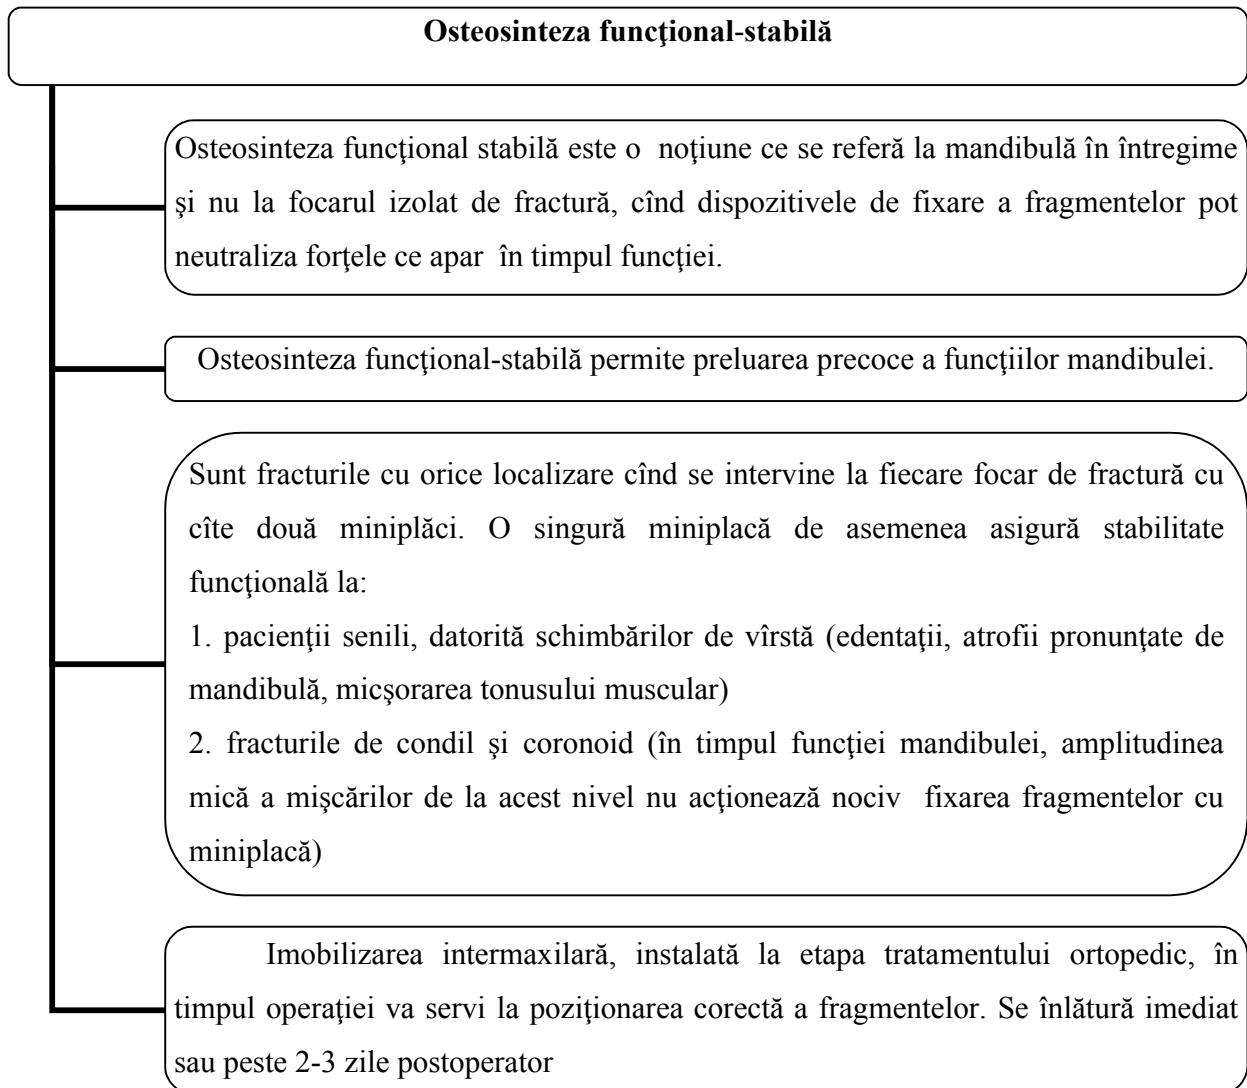 Osteosinteza funcţional-stabilă
Osteosinteza funcţional stabilă este o noţiune ce se referă la mandibulă în întregime
şi nu la focarul izolat de fractură, cînd dispozitivele de fixare a fragmentelor pot
neutraliza forţele ce apar în timpul funcţiei.
Osteosinteza funcţional-stabilă permite preluarea precoce a funcţiilor mandibulei.
Sunt fracturile cu orice localizare cînd se intervine la fiecare focar de fractură cu
cîte două miniplăci. O singură miniplacă de asemenea asigură stabilitate
funcţională la:
1. pacienţii senili, datorită schimbărilor de vîrstă (edentaţii, atrofii pronunţate de
mandibulă, micşorarea tonusului muscular)
2. fracturile de condil şi coronoid (în timpul funcţiei mandibulei, amplitudinea
mică a mişcărilor de la acest nivel nu acţionează nociv fixarea fragmentelor cu
miniplacă)
Imobilizarea intermaxilară, instalată la etapa tratamentului ortopedic, în
timpul operaţiei va servi la poziţionarea corectă a fragmentelor. Se înlătură imediat
sau peste 2-3 zile postoperator